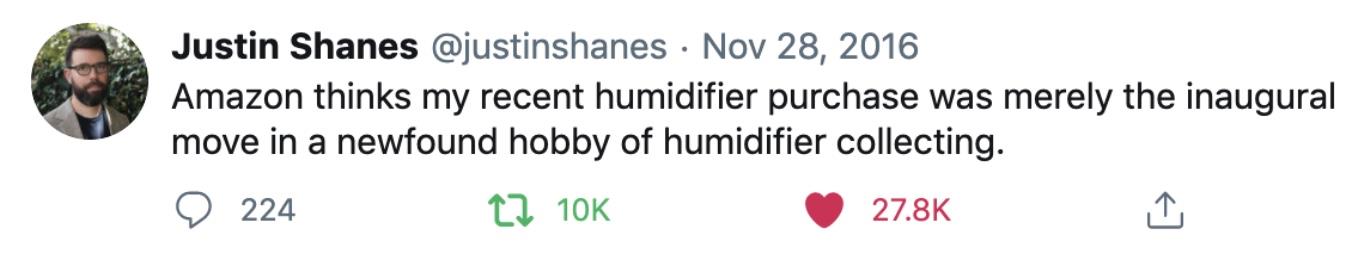 Justin Shanes @justinshanes · Nov 28, 2016
Amazon thinks my recent humidifier purchase was merely the inaugural
move in a newfound hobby of humidifier collecting.
224 10K 27.8K